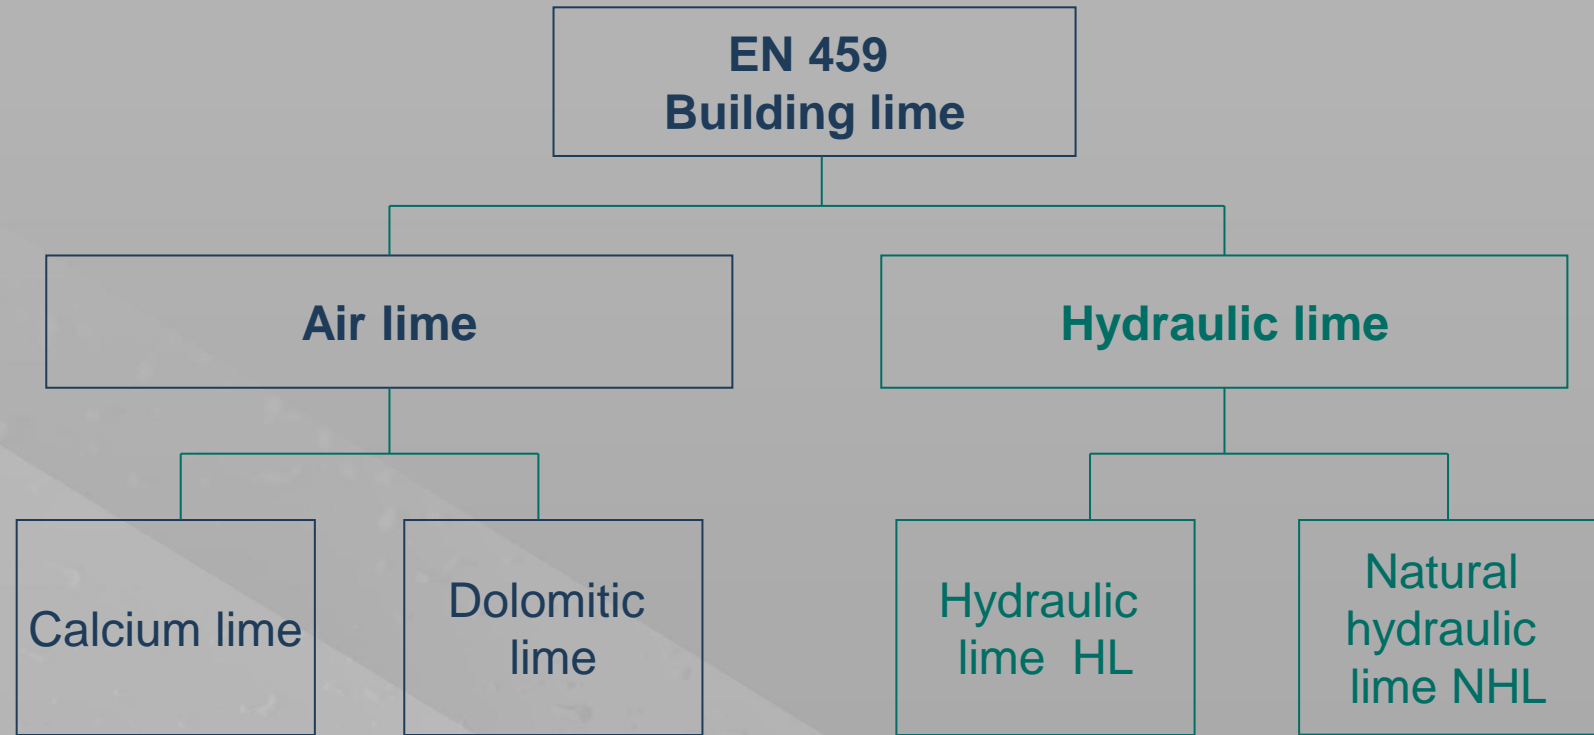 EN 459
Building lime
Air lime
Hydraulic lime
Calcium lime
Dolomitic
lime
Hydraulic
lime HL
Natural
hydraulic
lime NHL